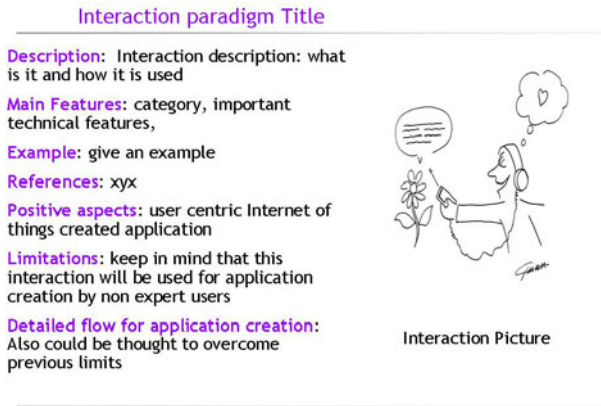 Interaction paradigm Title
Description: Interaction description: what
is it and how it is used
Main Features: category, important
technical features,
Example: give an example
References: xyx
Positive aspects: user centric Internet of
things created application
Limitations: keep in mind that this
interaction will be used for application
creation by non expert users
Detailed flow for application creation:
Also could be thought to overcome
previous limits
Interaction Picture